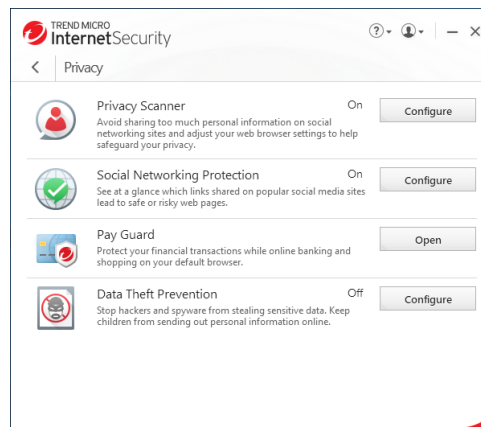 TREND MICRO
InternetSecurity
Privacy
Privacy Scanner On Configure
Avoid sharing too much personal information on social
networking sites and adjust your web browser settings to help
safeguard your privacy.
Social Networking Protection On Configure
See at a glance which links shared on popular social media sites
lead to safe or risky web pages.
Pay Guard Open
Protect your financial transactions while online banking and
shopping on your default browser.
Data Theft Prevention Off Configure
Stop hackers and spyware from stealing sensitive data. Keep
children from sending out personal information online.